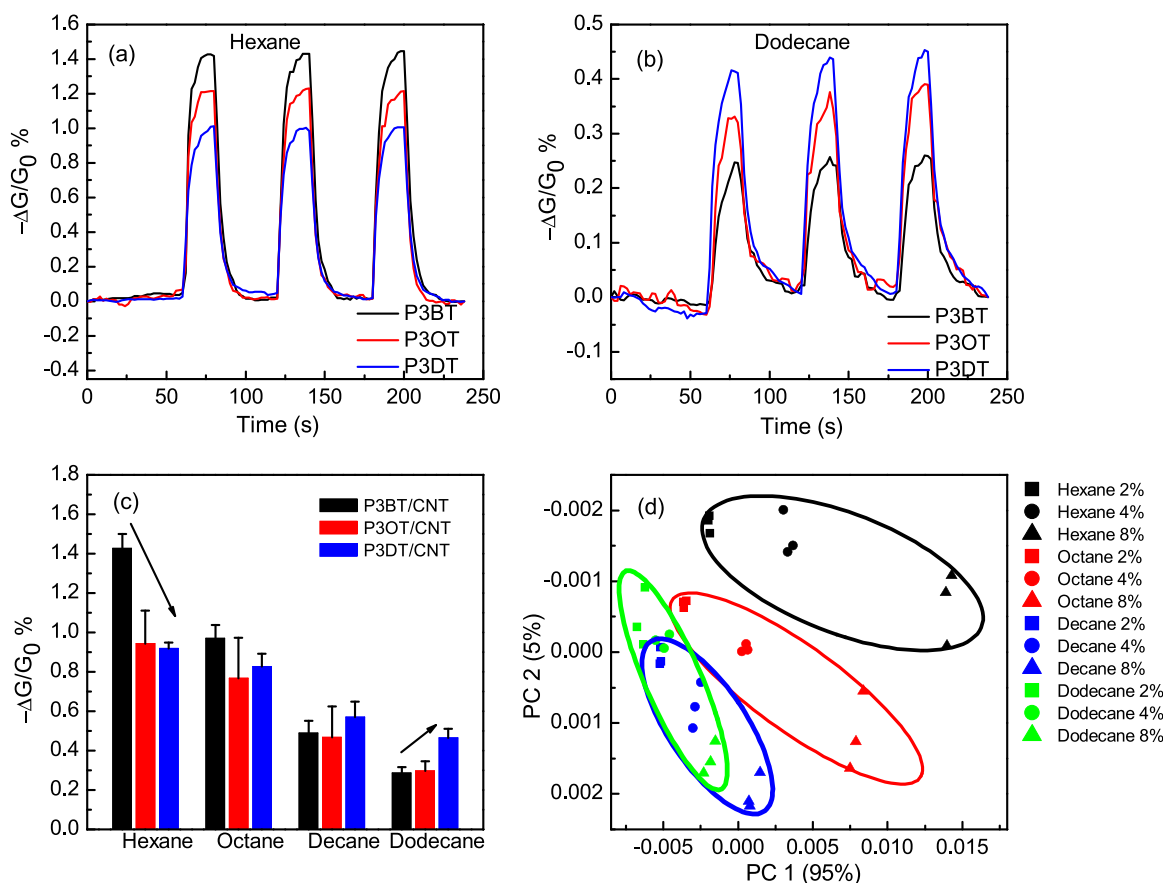 (a)
Hexane
1.6
1.4
1.2
1.0
0.8
0.6
0.4
0.2
0.0
-0.2
-0.4
−ΔG/G₀ %
P3BT
P3OT
P3DT
0 50 100 150 200 250
Time (s)
(b)
Dodecane
0.5
0.4
0.3
0.2
0.1
0.0
-0.1
−ΔG/G₀ %
P3BT
P3OT
P3DT
0 50 100 150 200 250
Time (s)
(c)
1.8
1.6
1.4
1.2
1.0
0.8
0.6
0.4
0.2
0.0
−ΔG/G₀ %
P3BT/CNT
P3OT/CNT
P3DT/CNT
Hexane Octane Decane Dodecane
(d)
-0.002
-0.001
0.000
0.001
0.002
PC 2 (5%)
-0.005 0.000 0.005 0.010 0.015
PC 1 (95%)
Hexane 2%
Hexane 4%
Hexane 8%
Octane 2%
Octane 4%
Octane 8%
Decane 2%
Decane 4%
Decane 8%
Dodecane 2%
Dodecane 4%
Dodecane 8%